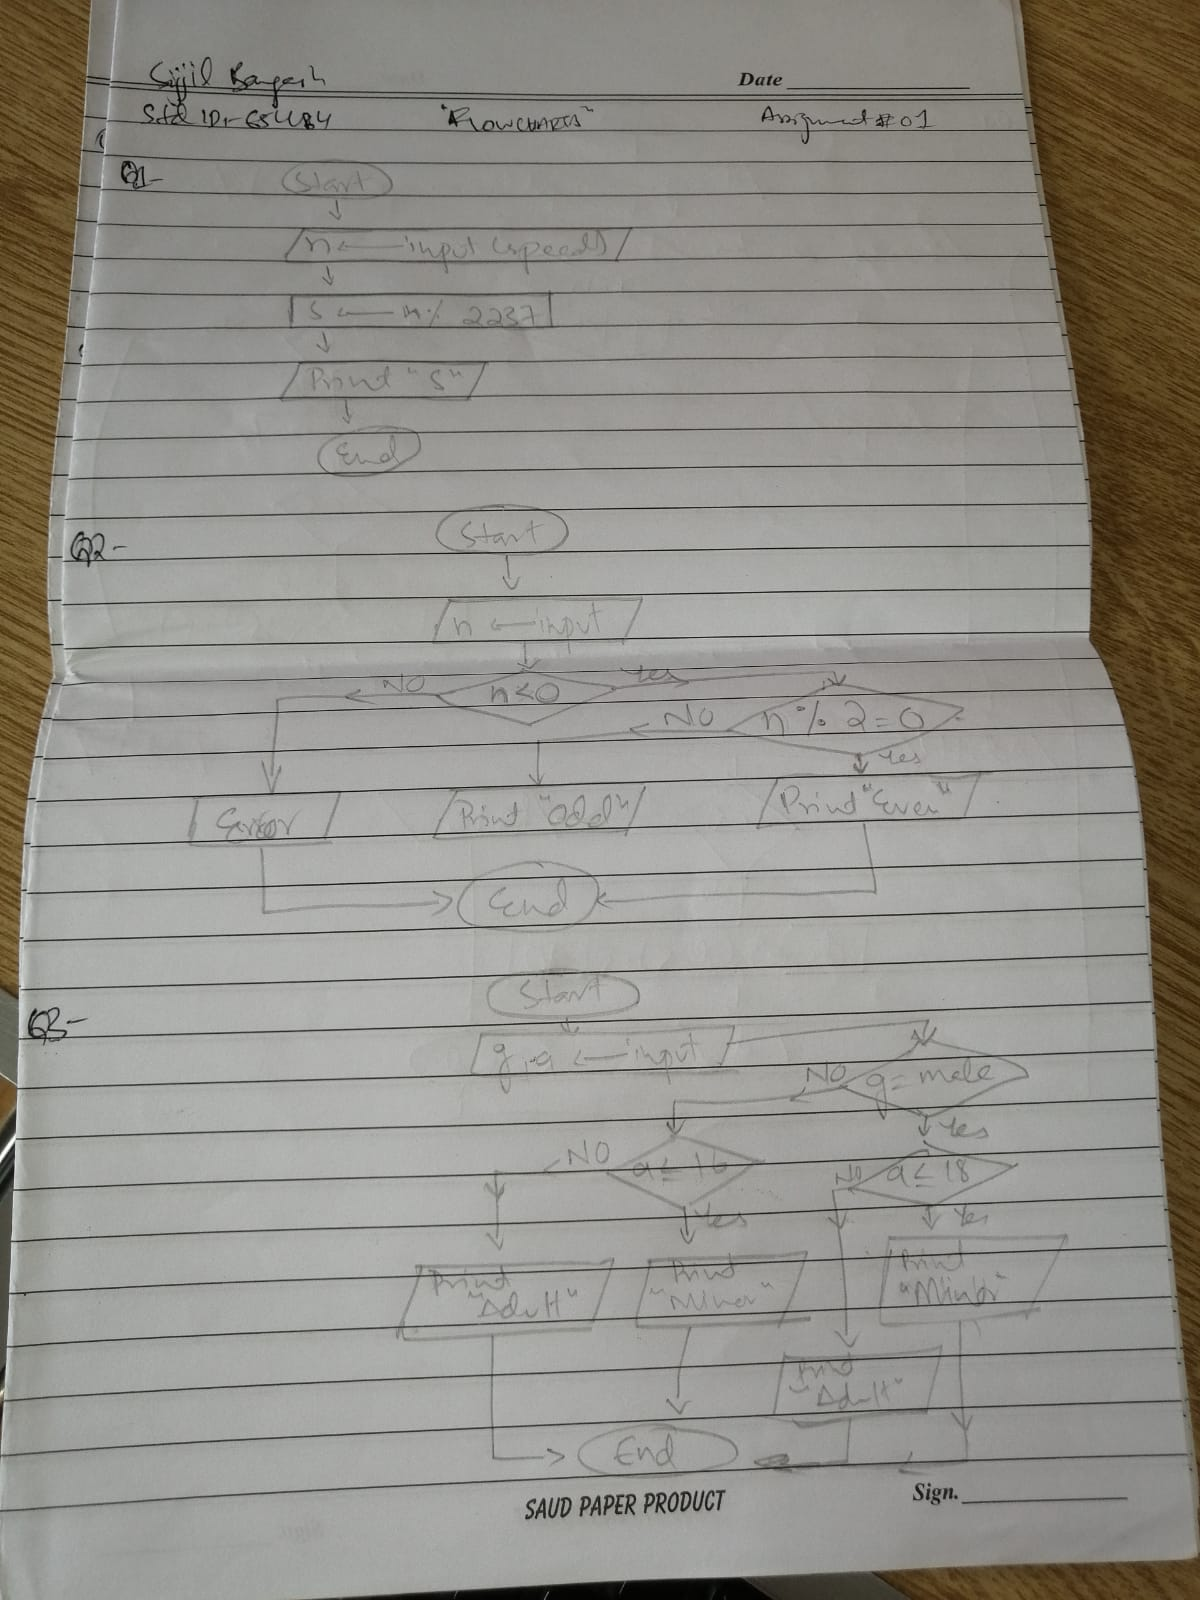 Sijjil Bangash
Date
Std ID:- 654484 "FLOWCHARTS" Assignment # 01
Q1-
Start
n ← input (speed)
s ← n % 2237
Print "S"
End
Q2-
Start
n ← input
NO n<0 Yes
NO n % 2 = 0
Yes
Error Print "Odd" Print "Even"
End
Q3-
Start
g, a ← input
NO g = male
Yes
NO a ≤ 16 NO a ≤ 18
Yes Yes
Print Print Print
"Adult" "Minor" "Minor"
Print
"Adult"
End
SAUD PAPER PRODUCT
Sign.